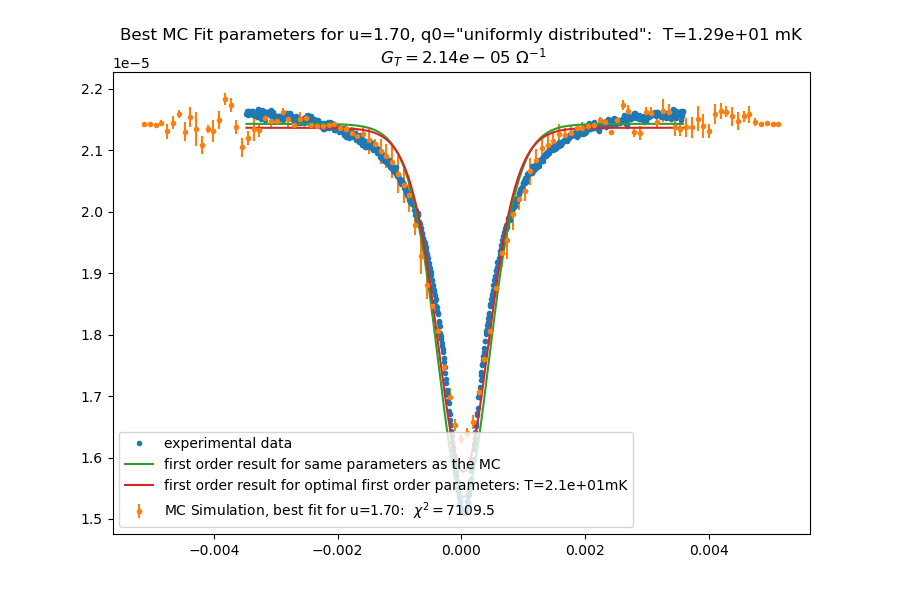 Best MC Fit parameters for u=1.70, q0="uniformly distributed":  T=1.29e+01 mK
G_T = 2.14e − 05 Ω⁻¹
1e−5
2.2
2.1
2.0
1.9
1.8
1.7
1.6
1.5
experimental data
first order result for same parameters as the MC
first order result for optimal first order parameters: T=2.1e+01mK
MC Simulation, best fit for u=1.70:  χ² = 7109.5
−0.004
−0.002
0.000
0.002
0.004